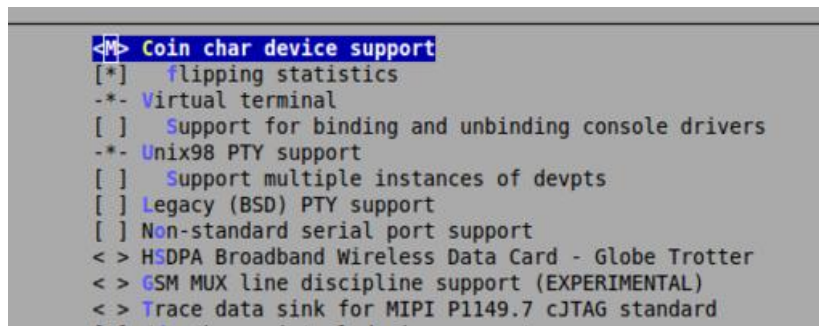 <M> Coin char device support
[*]   flipping statistics
-*- Virtual terminal
[ ]   Support for binding and unbinding console drivers
-*- Unix98 PTY support
[ ]   Support multiple instances of devpts
[ ] Legacy (BSD) PTY support
[ ] Non-standard serial port support
< > HSDPA Broadband Wireless Data Card - Globe Trotter
< > GSM MUX line discipline support (EXPERIMENTAL)
< > Trace data sink for MIPI P1149.7 cJTAG standard